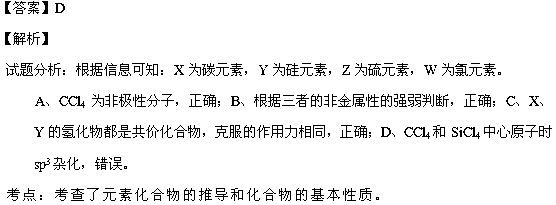 【答案】D
【解析】
试题分析：根据信息可知：X为碳元素，Y为硅元素，Z为硫元素，W为氯元素。
A、CCl₄ 为非极性分子，正确；B、根据三者的非金属性的强弱判断，正确；C、X、
Y的氢化物都是共价化合物，克服的作用力相同，正确；D、CCl₄和 SiCl₄中心原子时
sp³杂化，错误。
考点：考查了元素化合物的推导和化合物的基本性质。